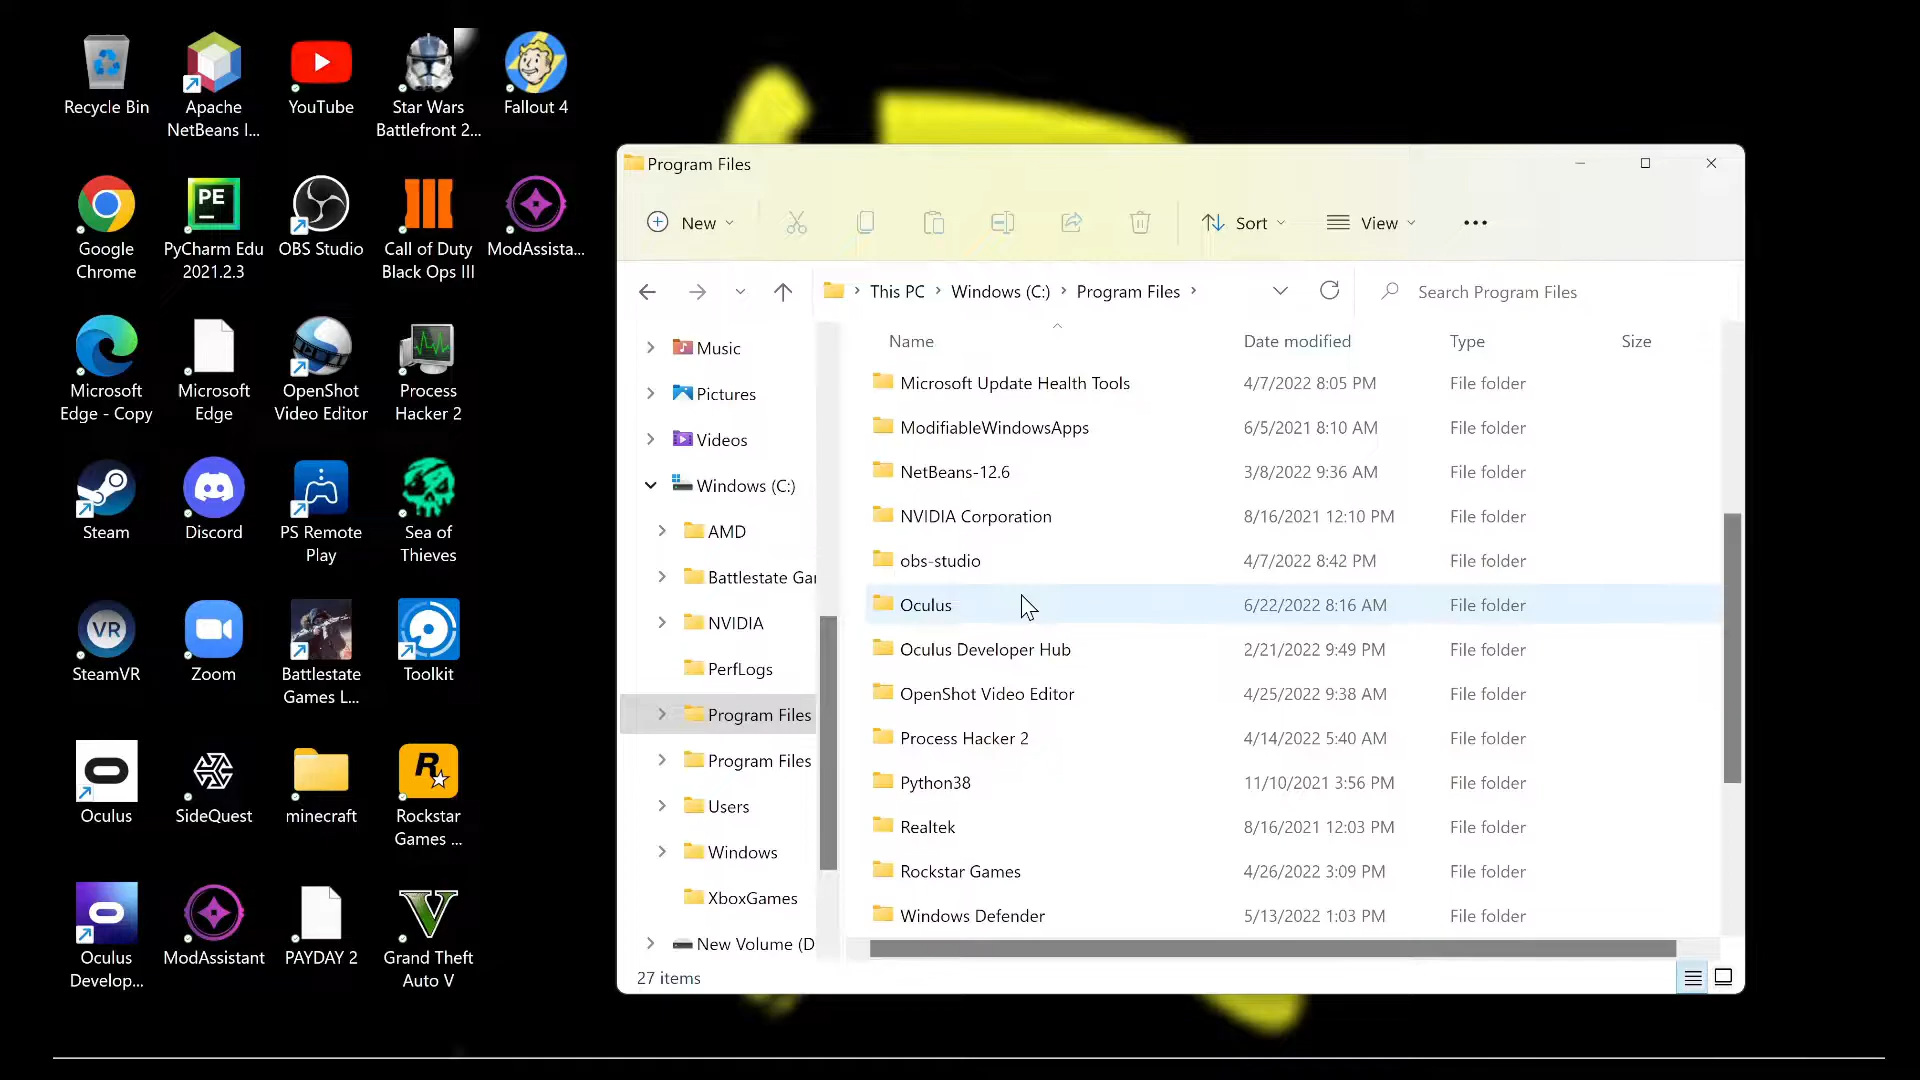 Recycle Bin
Apache
NetBeans I...
YouTube
Star Wars
Battlefront 2...
Fallout 4
Google
Chrome
PE
PyCharm Edu
2021.2.3
OBS Studio
Call of Duty
Black Ops III
ModAssista...
Microsoft
Edge - Copy
Microsoft
Edge
OpenShot
Video Editor
Process
Hacker 2
Steam
Discord
PS Remote
Play
Sea of
Thieves
VR
SteamVR
Zoom
Battlestate
Games L...
Toolkit
Oculus
SideQuest
minecraft
R
Rockstar
Games ...
Oculus
Develop...
ModAssistant
PAYDAY 2
V
Grand Theft
Auto V
Program Files
New
Sort
View
This PC
Windows (C:)
Program Files
Search Program Files
Music
Pictures
Videos
Windows (C:)
AMD
Battlestate Gar
NVIDIA
PerfLogs
Program Files
Program Files
Users
Windows
XboxGames
New Volume (D
Name Date modified Type Size
Microsoft Update Health Tools 4/7/2022 8:05 PM File folder
ModifiableWindowsApps 6/5/2021 8:10 AM File folder
NetBeans-12.6 3/8/2022 9:36 AM File folder
NVIDIA Corporation 8/16/2021 12:10 PM File folder
obs-studio 4/7/2022 8:42 PM File folder
Oculus 6/22/2022 8:16 AM File folder
Oculus Developer Hub 2/21/2022 9:49 PM File folder
OpenShot Video Editor 4/25/2022 9:38 AM File folder
Process Hacker 2 4/14/2022 5:40 AM File folder
Python38 11/10/2021 3:56 PM File folder
Realtek 8/16/2021 12:03 PM File folder
Rockstar Games 4/26/2022 3:09 PM File folder
Windows Defender 5/13/2022 1:03 PM File folder
27 items